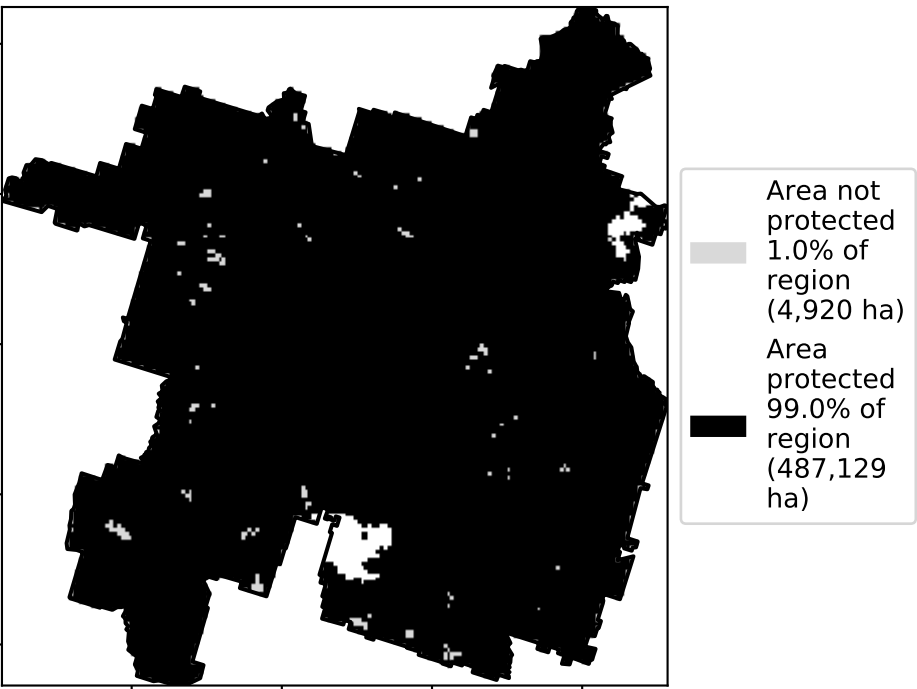 Area not
protected
1.0% of
region
(4,920 ha)
Area
protected
99.0% of
region
(487,129
ha)